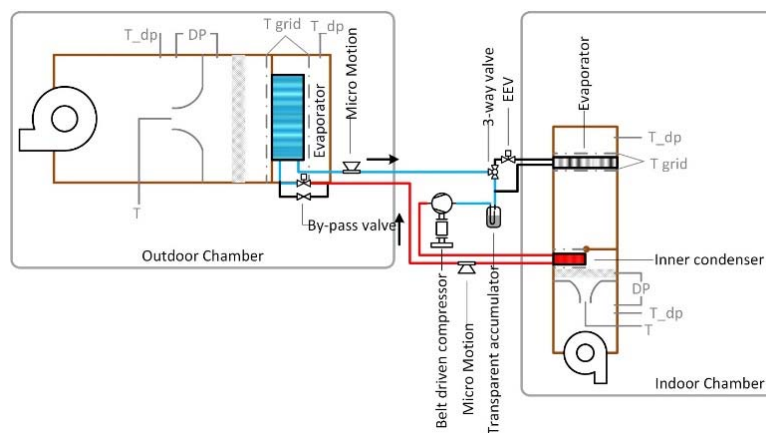 T grid
T_dp
DP
T_dp
Micro Motion
Evaporator
T
By-pass valve
Outdoor Chamber
3-way valve
EEV
Evaporator
T_dp
T grid
Inner condenser
DP
T_dp
T
Belt driven compressor
Micro Motion
Transparent accumulator
Indoor Chamber